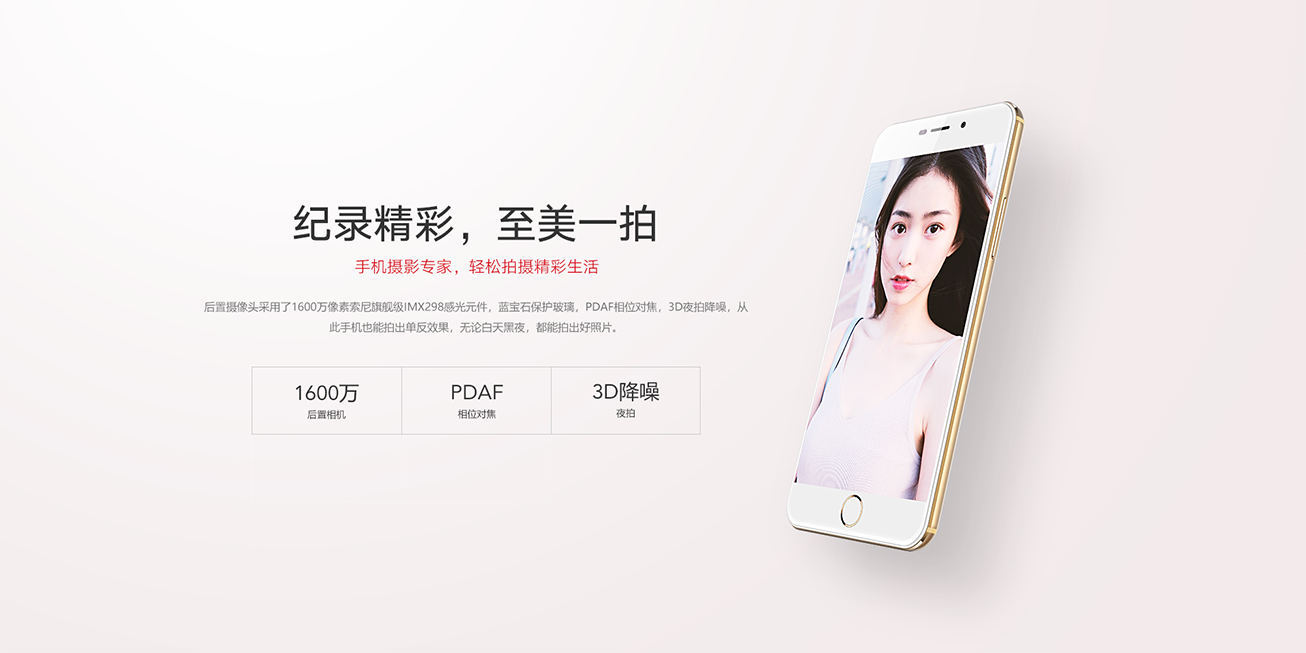 纪录精彩，至美一拍
手机摄影专家，轻松拍摄精彩生活
后置摄像头采用了1600万像素索尼旗舰级IMX298感光元件，蓝宝石保护玻璃，PDAF相位对焦，3D夜拍降噪，从
此手机也能拍出单反效果，无论白天黑夜，都能拍出好照片。
1600万 PDAF 3D降噪
后置相机 相位对焦 夜拍